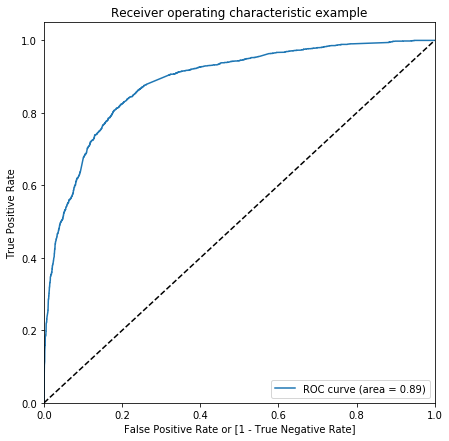 Receiver operating characteristic example
True Positive Rate
1.0
0.8
0.6
0.4
0.2
0.0
ROC curve (area = 0.89)
0.0 0.2 0.4 0.6 0.8 1.0
False Positive Rate or [1 - True Negative Rate]